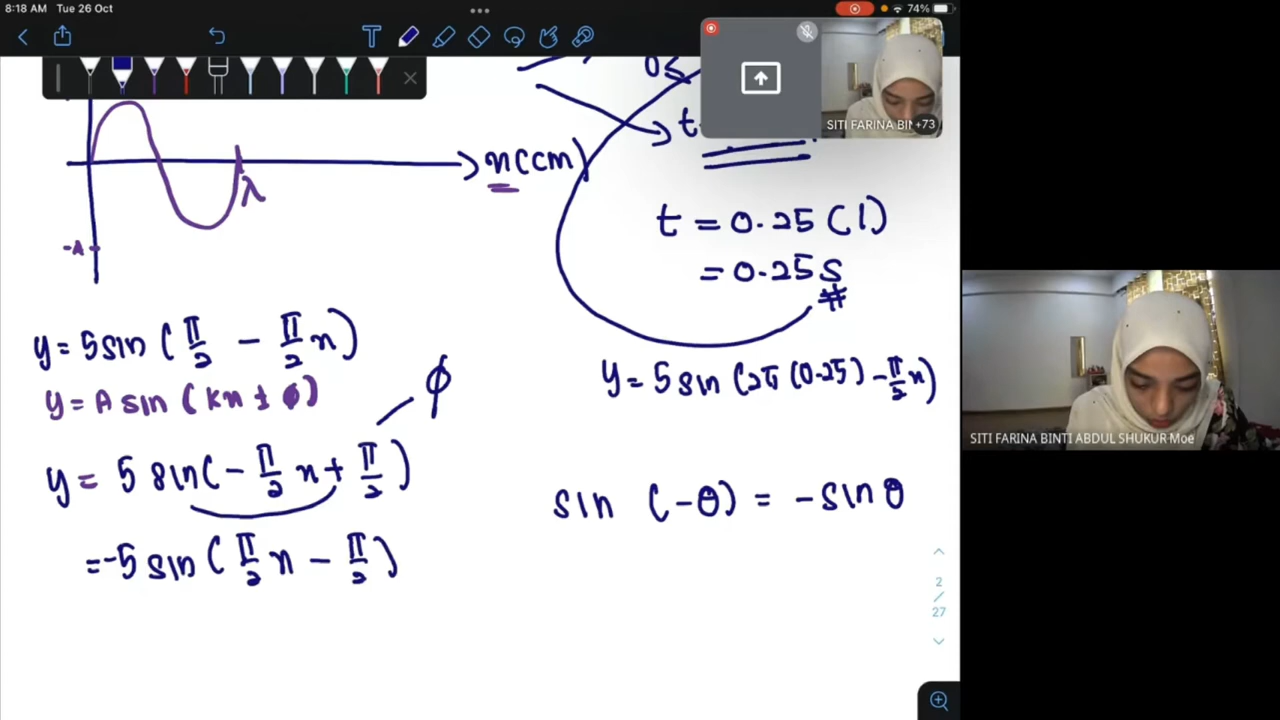 8:18 AM Tue 26 Oct
74%
T
SITI FARINA BIN +73
-A
λ
x(cm)
0≤
t
t = 0.25 (1)
= 0.25 s
#
y = 5 sin ( π/2 - π/2 x )
y = A sin ( kx ± φ )
φ
y = 5 sin ( - π/2 x + π/2 )
= -5 sin ( π/2 x - π/2 )
y = 5 sin (2π (0.25) - π/2 x)
sin (-θ) = - sin θ
2
/
27
SITI FARINA BINTI ABDUL SHUKUR Moe